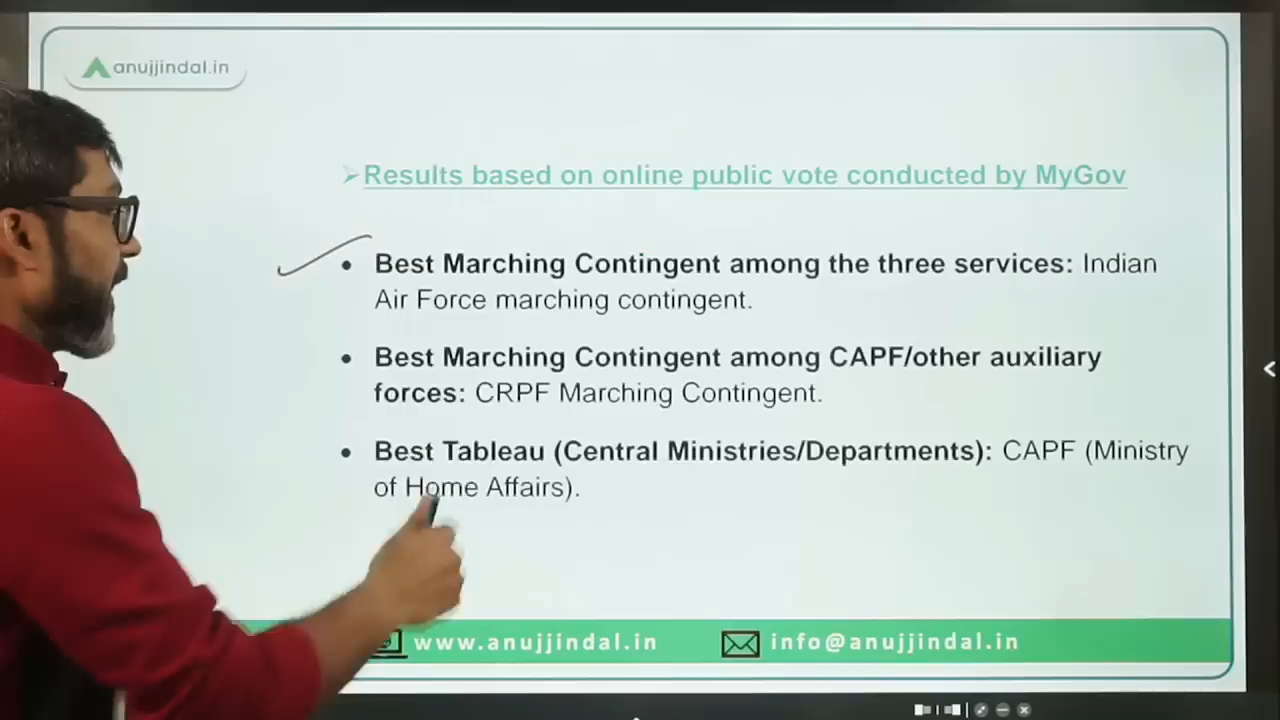 anujjindal.in
➢Results based on online public vote conducted by MyGov
• Best Marching Contingent among the three services: Indian
Air Force marching contingent.
• Best Marching Contingent among CAPF/other auxiliary
forces: CRPF Marching Contingent.
• Best Tableau (Central Ministries/Departments): CAPF (Ministry
of Home Affairs).
www.anujjindal.in info@anujjindal.in